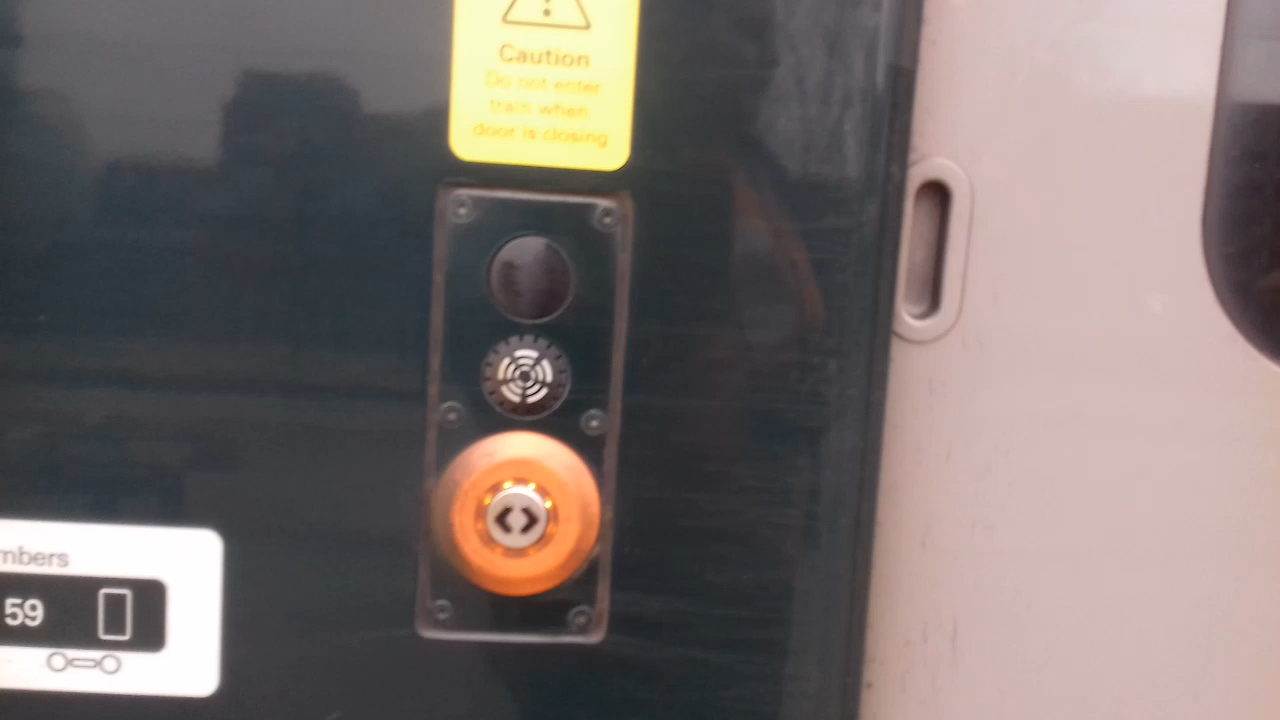 Caution
Do not enter
train when
door is closing
mbers
59